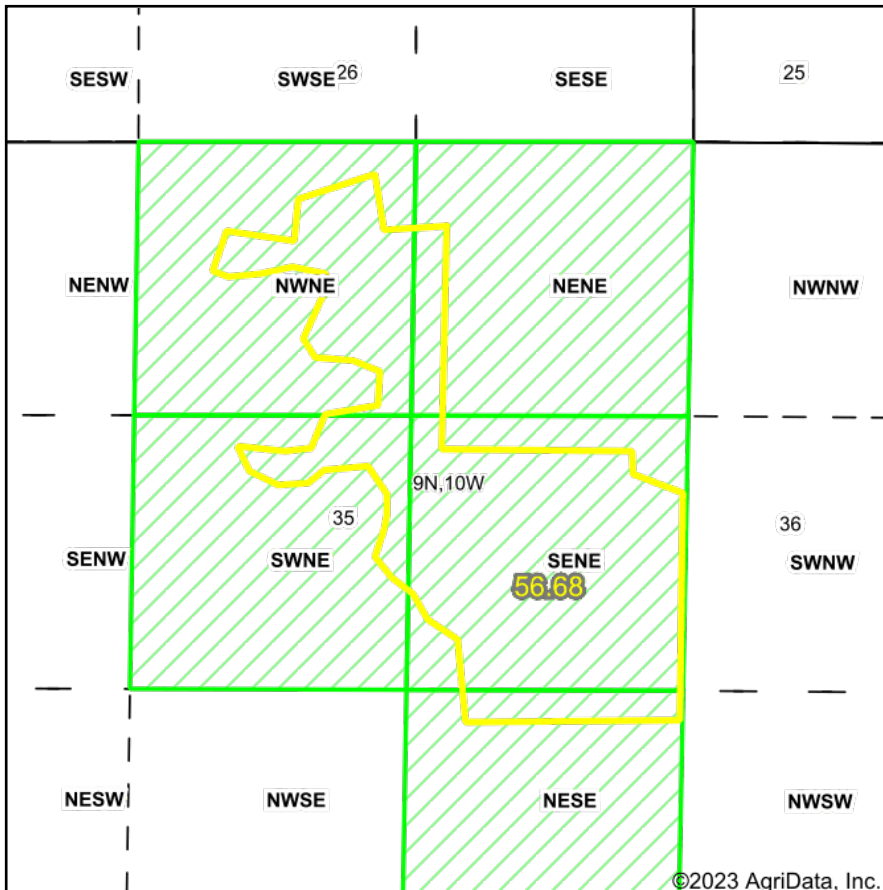 SESW
SWSE
26
SESE
25
NENW
NWNE
NENE
NWNW
9N,10W
35
36
SENW
SWNE
SENE
SWNW
56.68
NESW
NWSE
NESE
NWSW
©2023 AgriData, Inc.